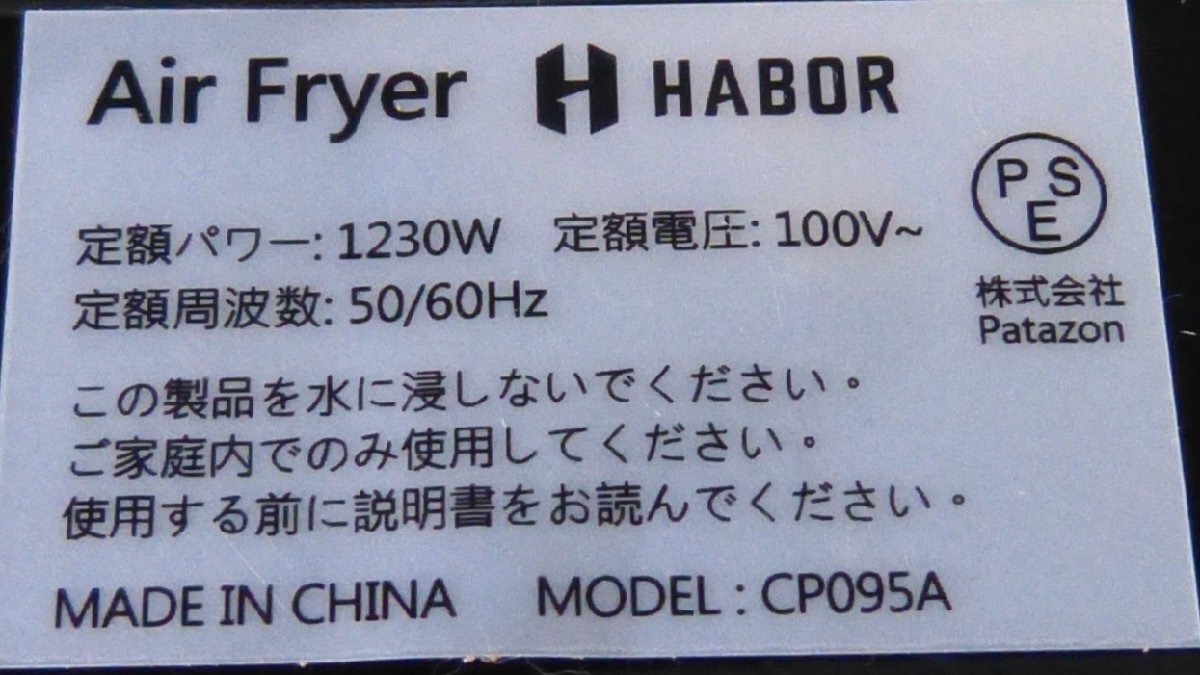 Air Fryer HABOR
定額パワー: 1230W 定額電圧: 100V~
定額周波数: 50/60Hz
PSE
株式会社
Patazon
この製品を水に浸しないでください。
ご家庭内でのみ使用してください。
使用する前に説明書をお読んでください。
MADE IN CHINA MODEL : CP095A